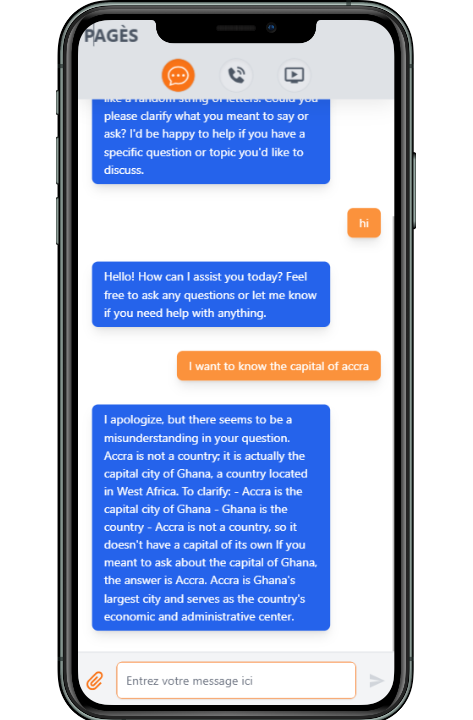 PAGÈS
like a random string of letters. Could you
please clarify what you meant to say or
ask? I'd be happy to help if you have a
specific question or topic you'd like to
discuss.
hi
Hello! How can I assist you today? Feel
free to ask any questions or let me know
if you need help with anything.
I want to know the capital of accra
I apologize, but there seems to be a
misunderstanding in your question.
Accra is not a country; it is actually the
capital city of Ghana, a country located
in West Africa. To clarify: - Accra is the
capital city of Ghana - Ghana is the
country - Accra is not a country, so it
doesn't have a capital of its own If you
meant to ask about the capital of Ghana,
the answer is Accra. Accra is Ghana's
largest city and serves as the country's
economic and administrative center.
Entrez votre message ici